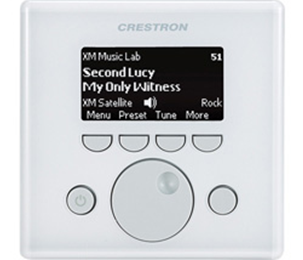 CRESTRON
XM Music Lab 51
Second Lucy
My Only Witness
XM Satellite Rock
Menu Preset Tune More